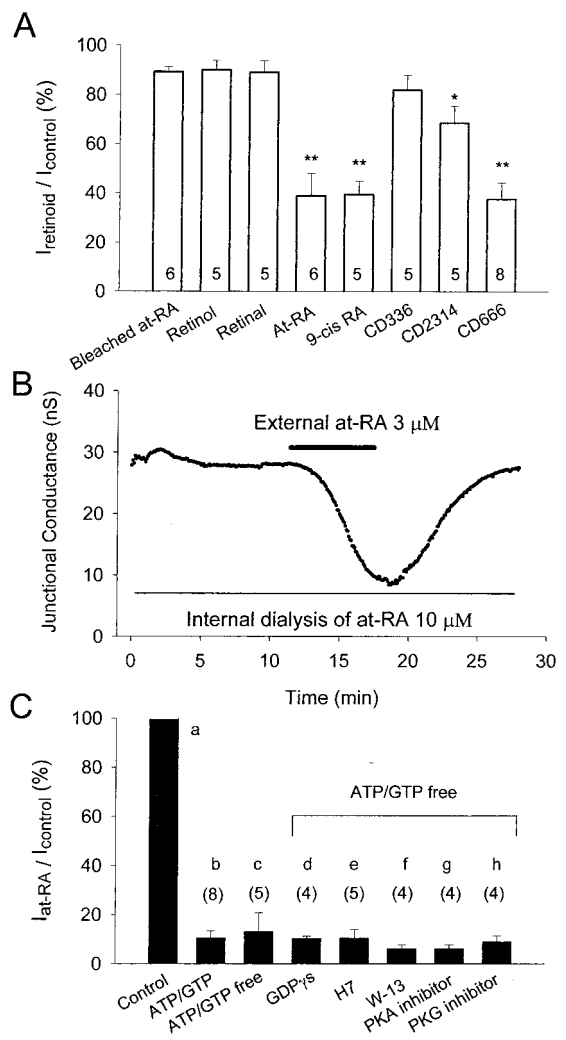 A
I retinoid / I control (%)
100
80
60
40
20
0
** ** * **
6 5 5 6 5 5 5 8
Bleached at-RA
Retinol
Retinal
At-RA
9-cis RA
CD336
CD2314
CD666
B
Junctional Conductance (nS)
40
30
20
10
0
External at-RA 3 μM
Internal dialysis of at-RA 10 μM
0 5 10 15 20 25 30
Time (min)
C
I at-RA / I control (%)
100
80
60
40
20
0
a
ATP/GTP free
b c d e f g h
(8) (5) (4) (5) (4) (4) (4)
Control
ATP/GTP
ATP/GTP free
GDPγs
H7
W-13
PKA inhibitor
PKG inhibitor